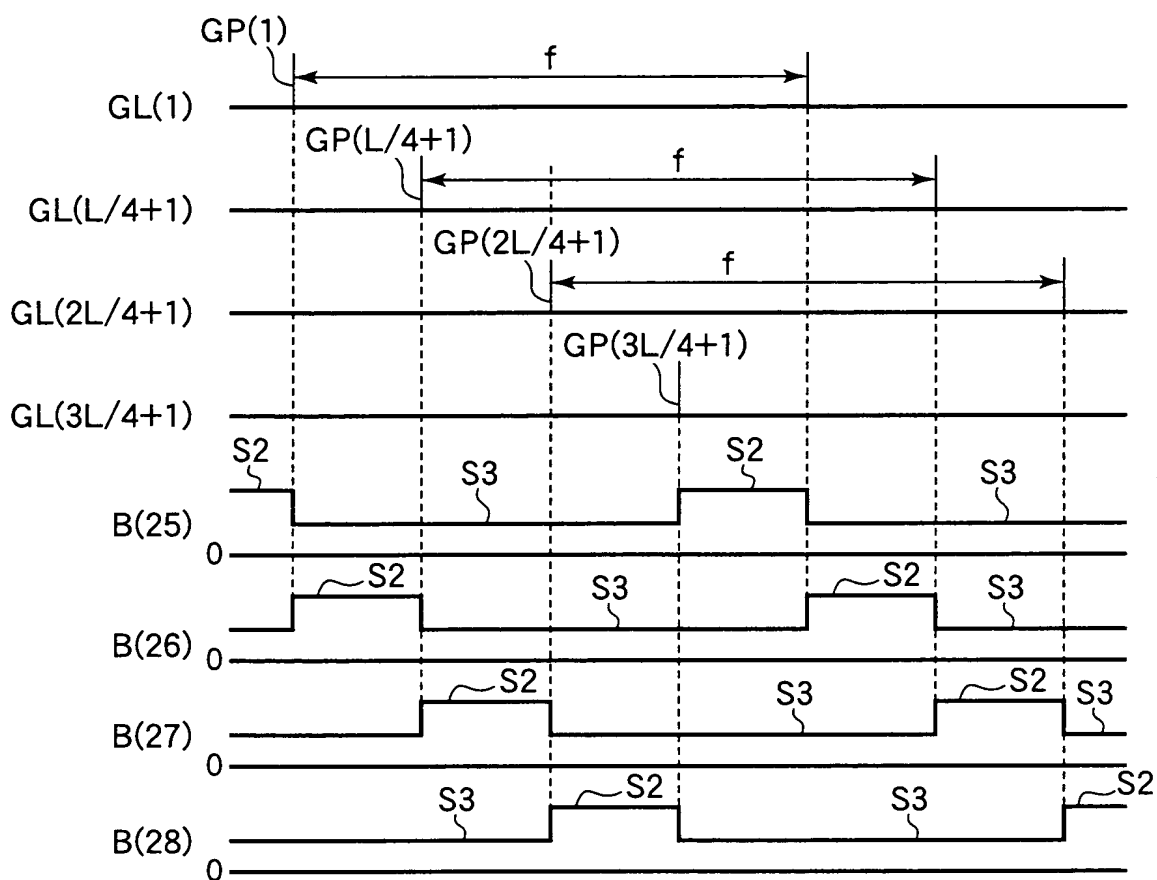 GP(1)
f
GL(1)
GP(L/4+1)
f
GL(L/4+1)
GP(2L/4+1)
f
GL(2L/4+1)
GP(3L/4+1)
GL(3L/4+1)
S2 S3 S2 S3
B(25)
0
S2 S3 S2 S3
B(26)
0
S2 S3 S2 S3
B(27)
0
S3 S2 S3 S2
B(28)
0